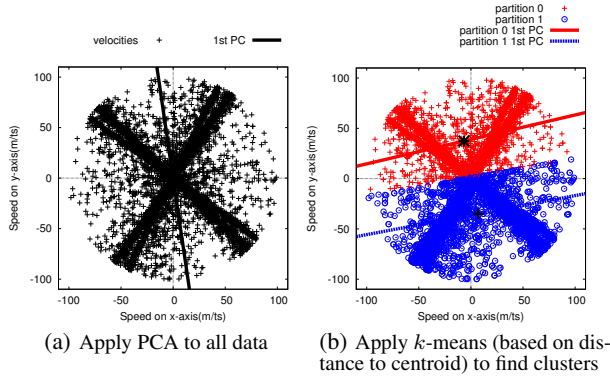 velocities
1st PC
100
50
0
-50
-100
-100
-50
0
50
100
Speed on y-axis(m/ts)
Speed on x-axis(m/ts)
(a) Apply PCA to all data
partition 0
partition 1
partition 0 1st PC
partition 1 1st PC
100
50
0
-50
-100
-100
-50
0
50
100
Speed on y-axis(m/ts)
Speed on x-axis(m/ts)
(b) Apply k-means (based on dis-
tance to centroid) to find clusters